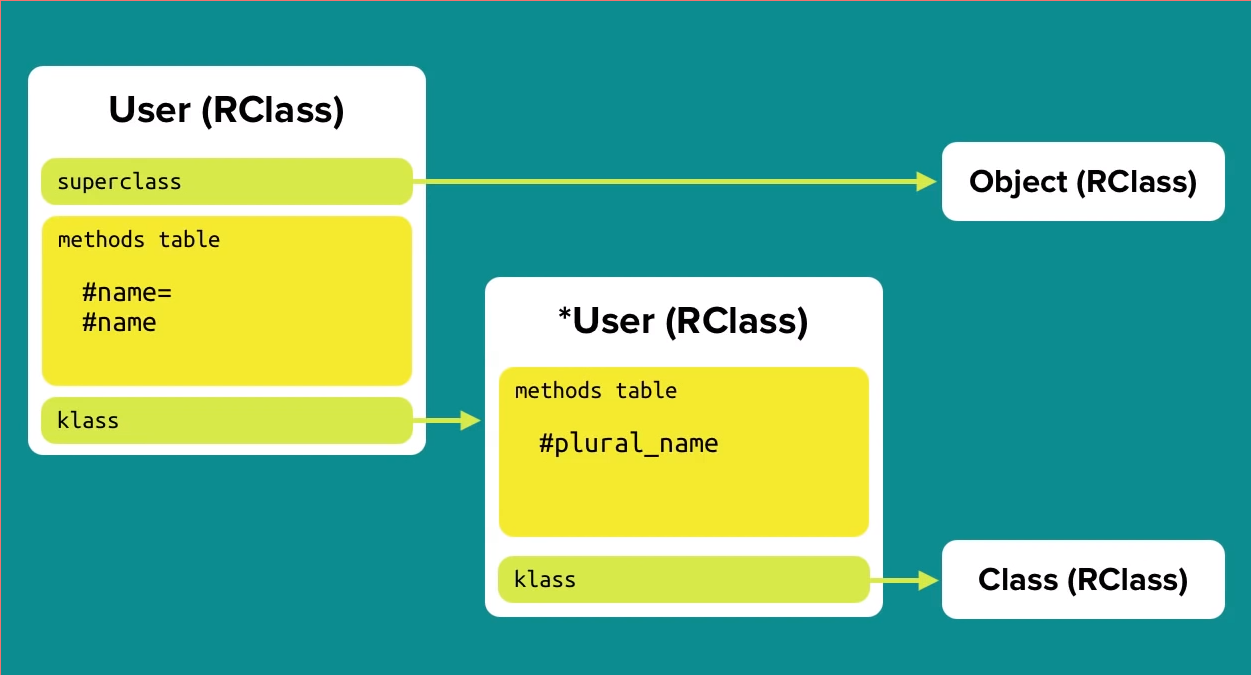 User (RClass)
superclass
methods table
#name=
#name
klass
Object (RClass)
*User (RClass)
methods table
#plural_name
klass
Class (RClass)